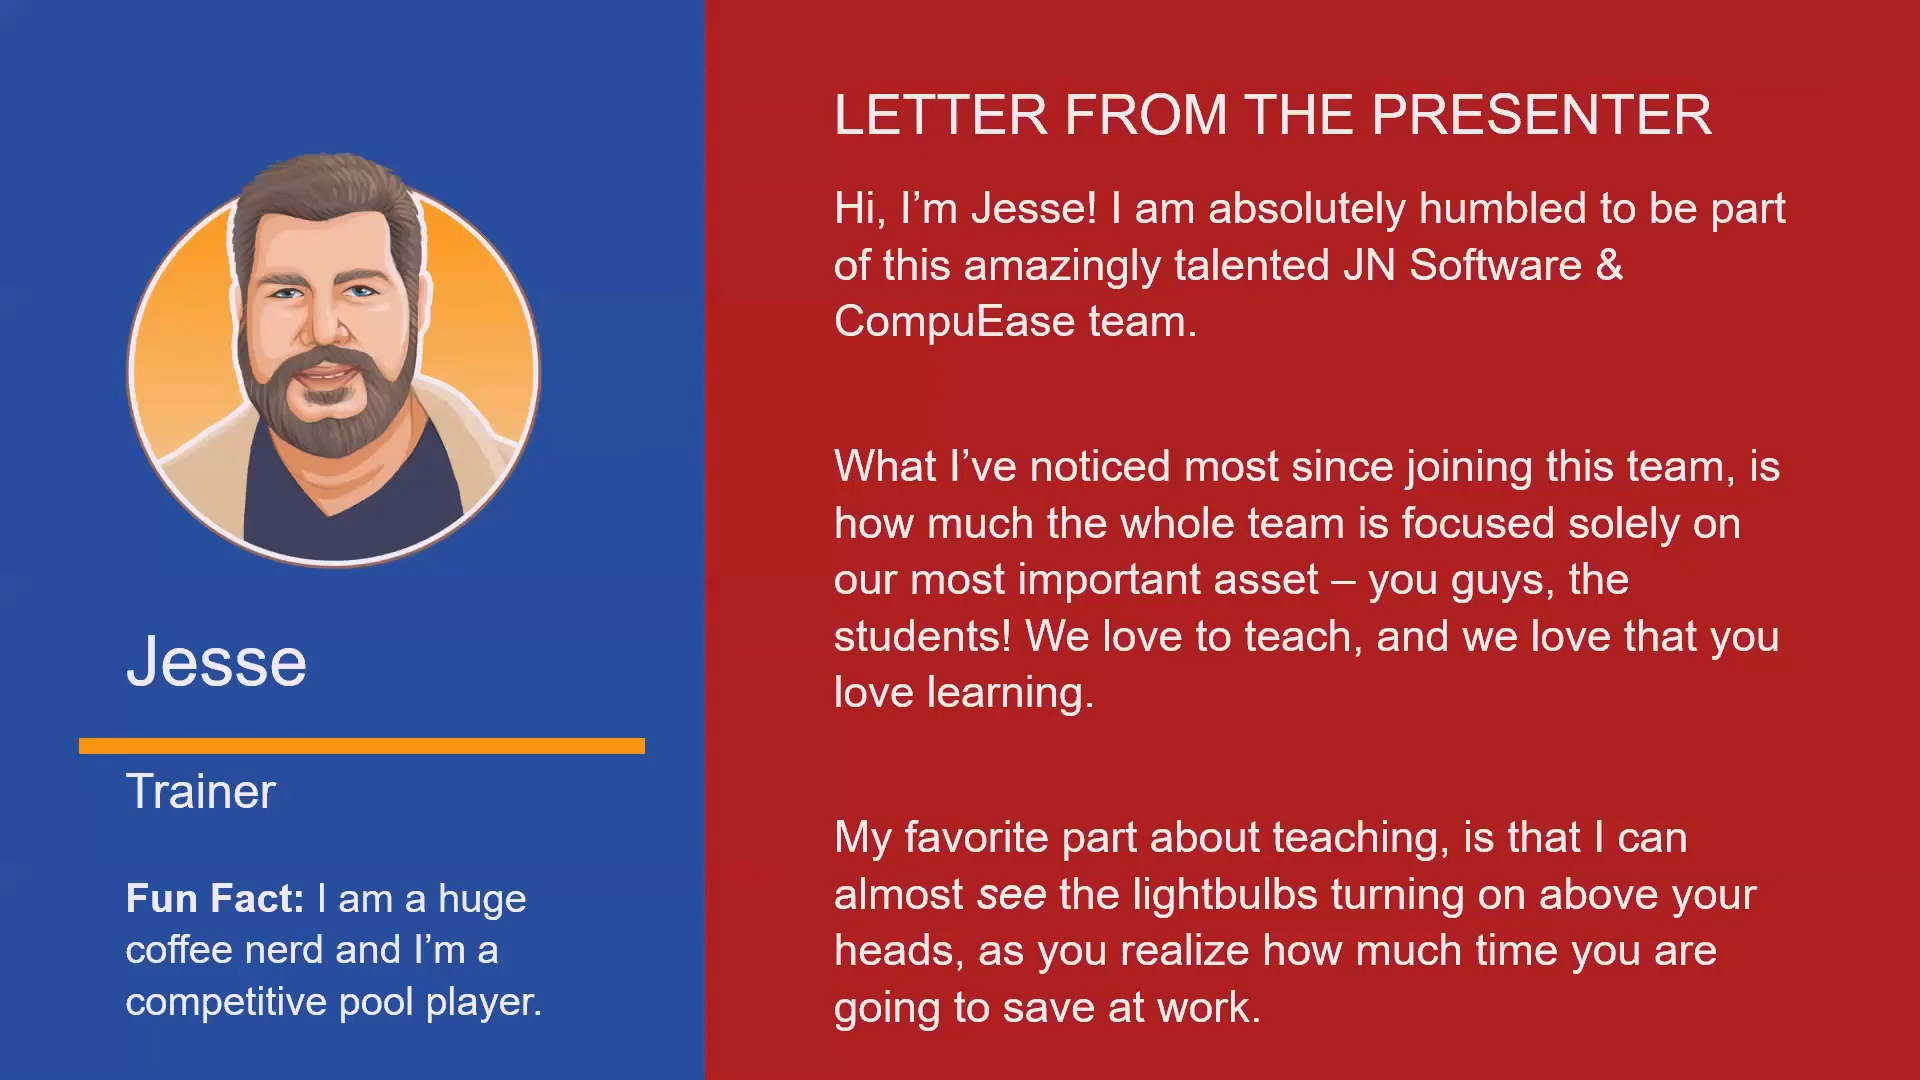 Jesse
Trainer
Fun Fact: I am a huge
coffee nerd and I’m a
competitive pool player.
LETTER FROM THE PRESENTER
Hi, I’m Jesse! I am absolutely humbled to be part
of this amazingly talented JN Software &
CompuEase team.
What I’ve noticed most since joining this team, is
how much the whole team is focused solely on
our most important asset – you guys, the
students! We love to teach, and we love that you
love learning.
My favorite part about teaching, is that I can
almost see the lightbulbs turning on above your
heads, as you realize how much time you are
going to save at work.